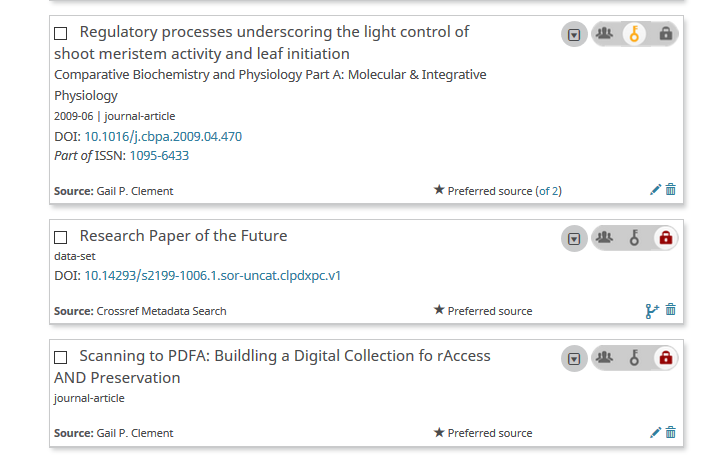 Regulatory processes underscoring the light control of
shoot meristem activity and leaf initiation
Comparative Biochemistry and Physiology Part A: Molecular & Integrative
Physiology
2009-06 | journal-article
DOI: 10.1016/j.cbpa.2009.04.470
Part of ISSN: 1095-6433
Source: Gail P. Clement ★ Preferred source (of 2)
Research Paper of the Future
data-set
DOI: 10.14293/s2199-1006.1.sor-uncat.clpdxpc.v1
Source: Crossref Metadata Search ★ Preferred source
Scanning to PDFA: Buildling a Digital Collection fo rAccess
AND Preservation
journal-article
Source: Gail P. Clement ★ Preferred source